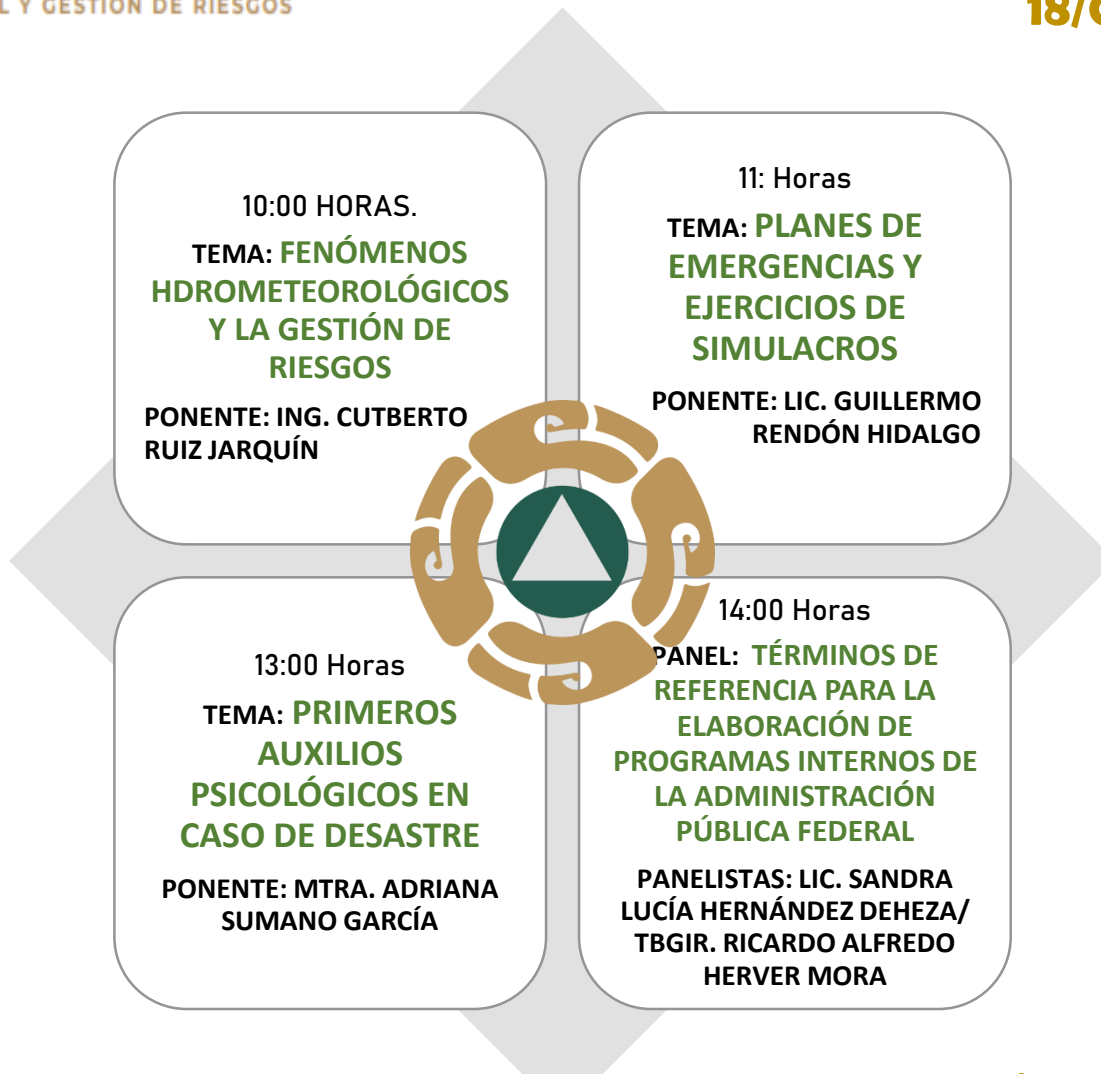 L Y GESTIÓN DE RIESGOS
18/
10:00 HORAS.
TEMA: FENÓMENOS
HDROMETEOROLÓGICOS
Y LA GESTIÓN DE
RIESGOS
PONENTE: ING. CUTBERTO
RUIZ JARQUÍN
11: Horas
TEMA: PLANES DE
EMERGENCIAS Y
EJERCICIOS DE
SIMULACROS
PONENTE: LIC. GUILLERMO
RENDÓN HIDALGO
13:00 Horas
TEMA: PRIMEROS
AUXILIOS
PSICOLÓGICOS EN
CASO DE DESASTRE
PONENTE: MTRA. ADRIANA
SUMANO GARCÍA
14:00 Horas
PANEL: TÉRMINOS DE
REFERENCIA PARA LA
ELABORACIÓN DE
PROGRAMAS INTERNOS DE
LA ADMINISTRACIÓN
PÚBLICA FEDERAL
PANELISTAS: LIC. SANDRA
LUCÍA HERNÁNDEZ DEHEZA/
TBGIR. RICARDO ALFREDO
HERVER MORA